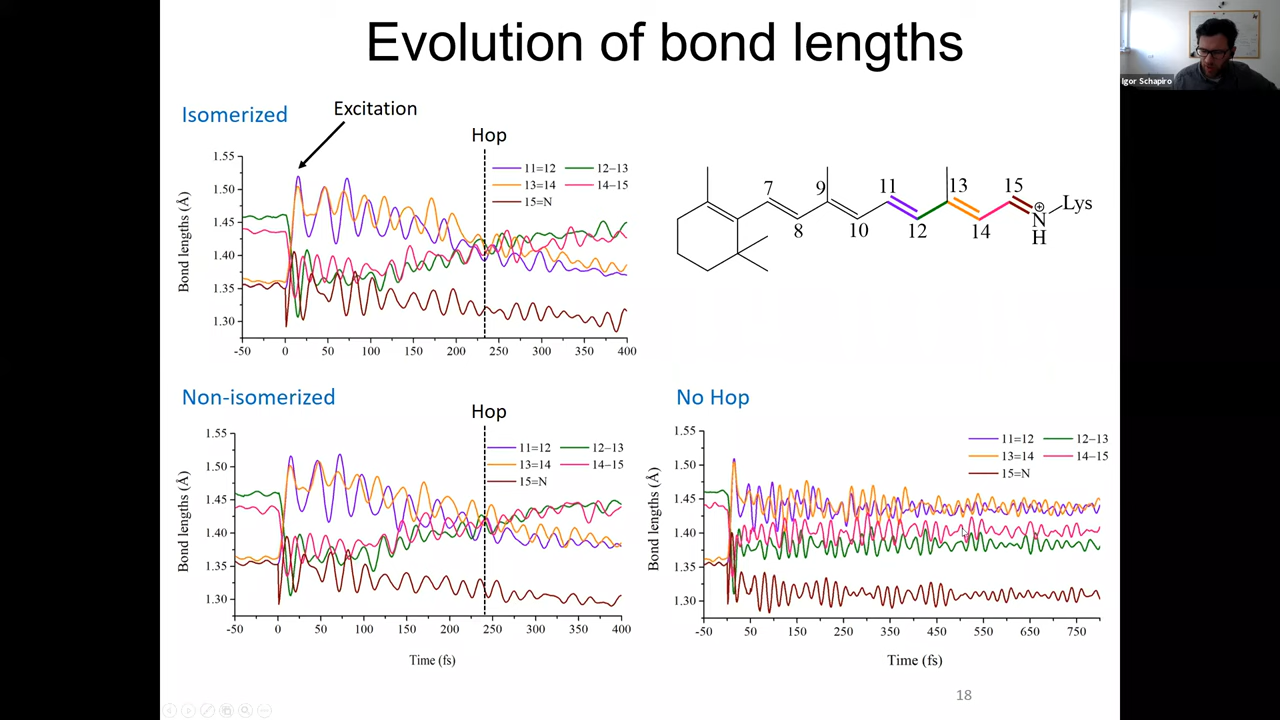 Evolution of bond lengths
Igor Schapiro
Isomerized
Excitation
Hop
11=12 12−13
13=14 14−15
15=N
Bond lengths (Å)
1.55
1.50
1.45
1.40
1.35
1.30
-50 0 50 100 150 200 250 300 350 400
7 9 11 13 15
8 10 12 14
N
H
Lys
Non-isomerized
Hop
11=12 12−13
13=14 14−15
15=N
Bond lengths (Å)
1.55
1.50
1.45
1.40
1.35
1.30
-50 0 50 100 150 200 250 300 350 400
Time (fs)
No Hop
11=12 12−13
13=14 14−15
15=N
Bond lengths (Å)
1.55
1.50
1.45
1.40
1.35
1.30
-50 50 150 250 350 450 550 650 750
Time (fs)
18